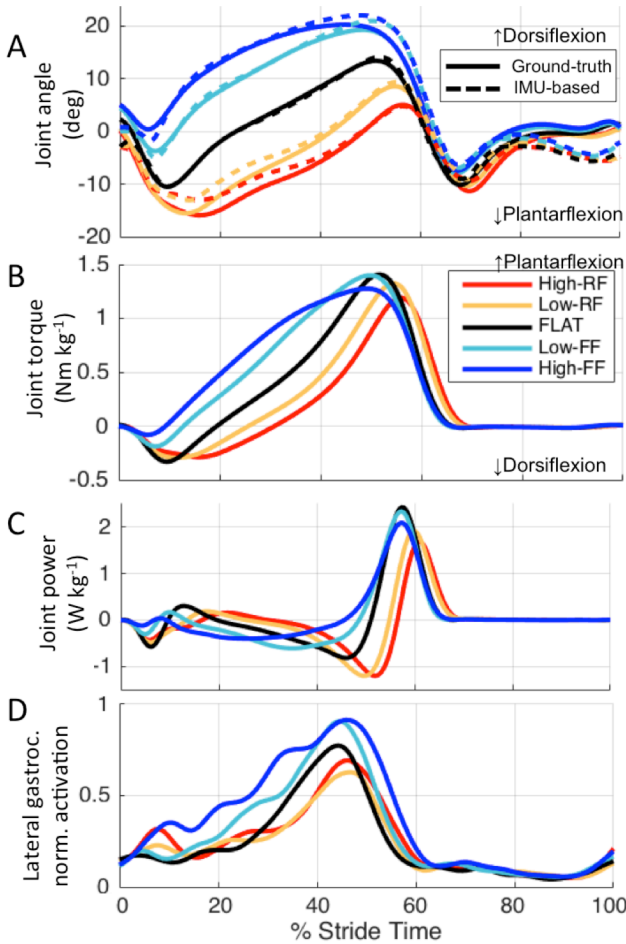 A
Joint angle
(deg)
20
10
0
-10
-20
↑Dorsiflexion
Ground-truth
IMU-based
↓Plantarflexion
B
Joint torque
(Nm kg-1)
1.5
1
0.5
0
-0.5
↑Plantarflexion
High-RF
Low-RF
FLAT
Low-FF
High-FF
↓Dorsiflexion
C
Joint power
(W kg-1)
2
1
0
-1
D
Lateral gastroc.
norm. activation
1
0.5
0
0 20 40 60 80 100
% Stride Time